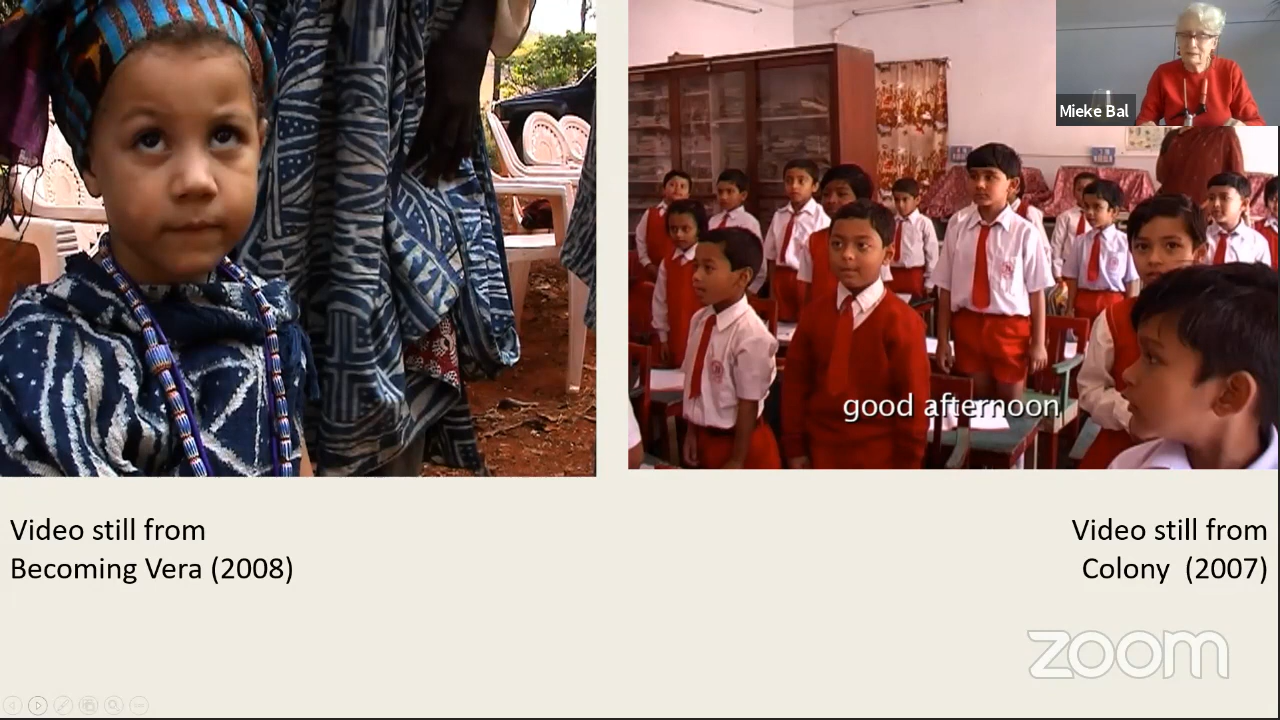 Mieke Bal
good afternoon
Video still from
Becoming Vera (2008)
Video still from
Colony (2007)
zoom